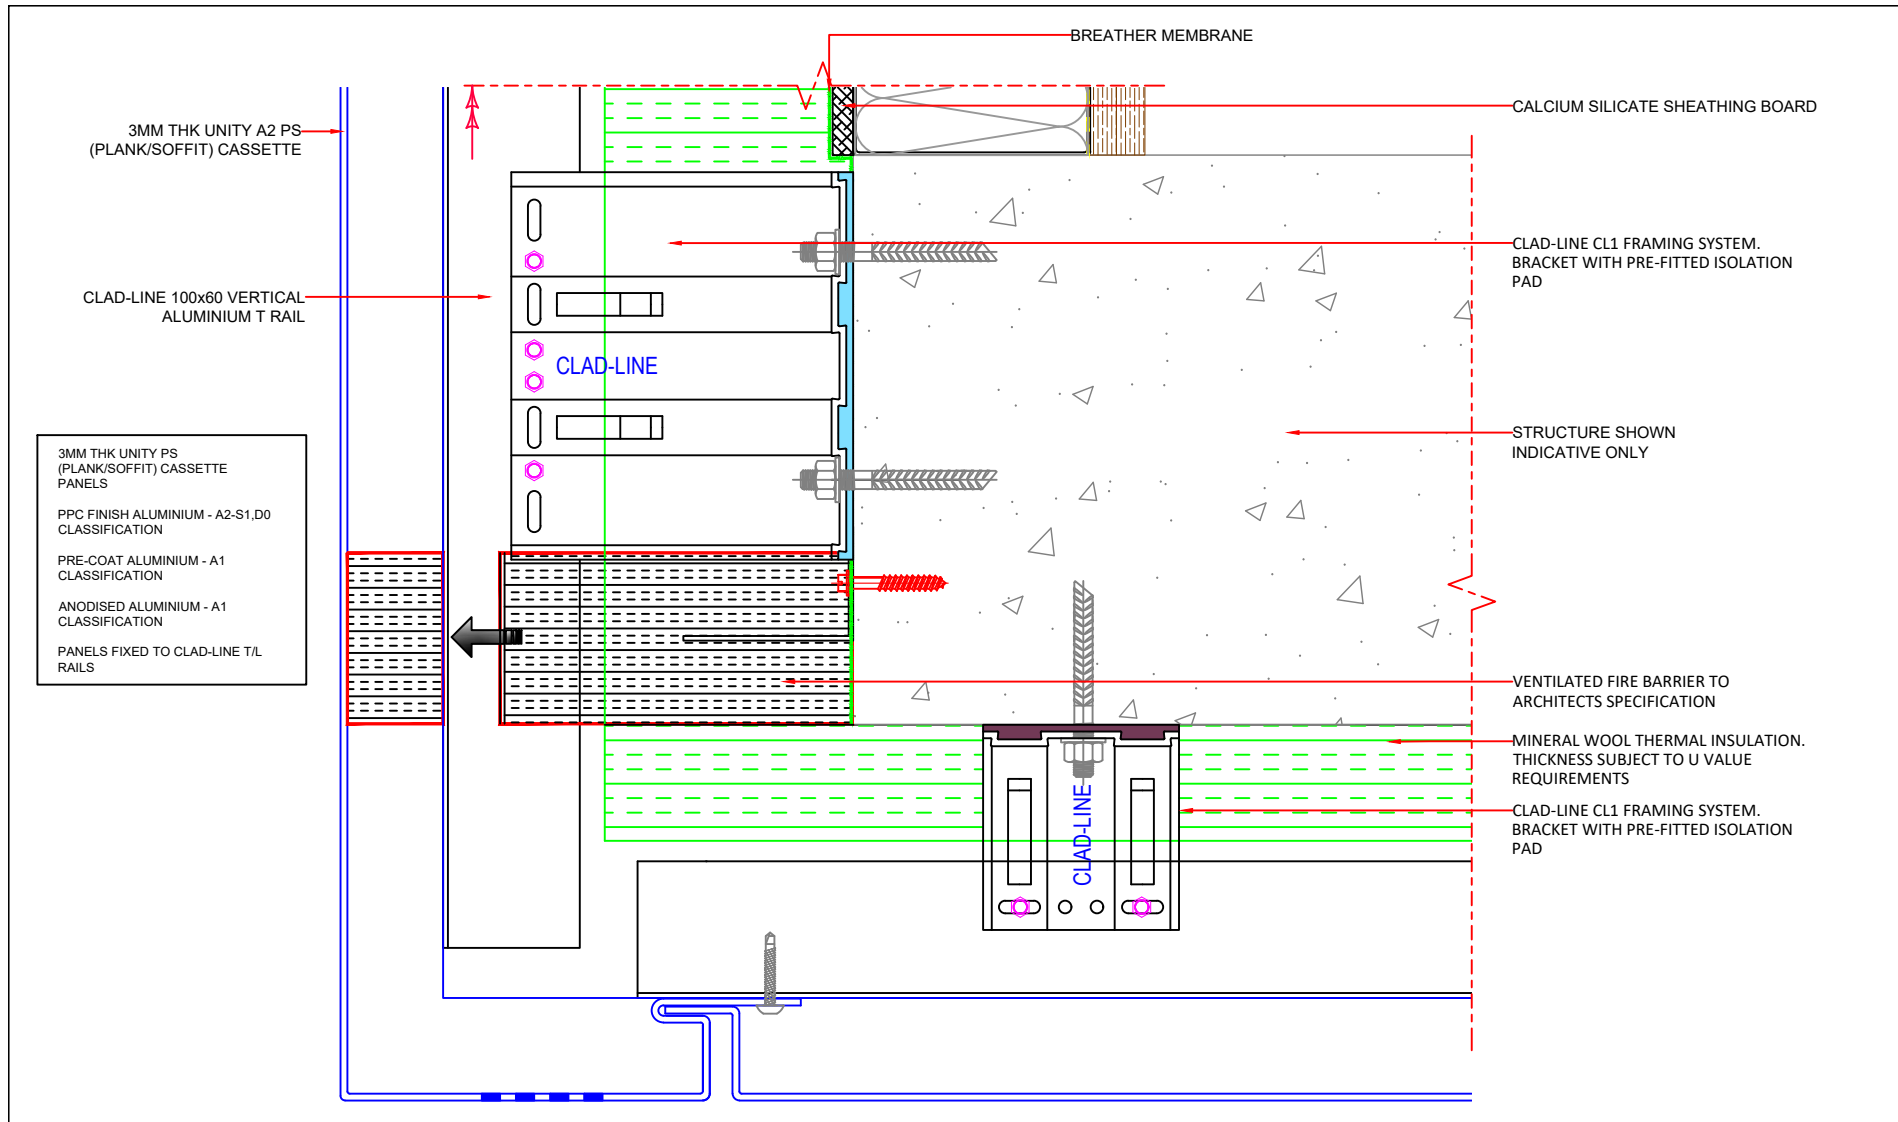 BREATHER MEMBRANE
CALCIUM SILICATE SHEATHING BOARD
3MM THK UNITY A2 PS
(PLANK/SOFFIT) CASSETTE
CLAD-LINE CL1 FRAMING SYSTEM.
BRACKET WITH PRE-FITTED ISOLATION
PAD
CLAD-LINE 100x60 VERTICAL
ALUMINIUM T RAIL
CLAD-LINE
STRUCTURE SHOWN
INDICATIVE ONLY
3MM THK UNITY PS
(PLANK/SOFFIT) CASSETTE
PANELS
PPC FINISH ALUMINIUM - A2-S1,D0
CLASSIFICATION
PRE-COAT ALUMINIUM - A1
CLASSIFICATION
ANODISED ALUMINIUM - A1
CLASSIFICATION
PANELS FIXED TO CLAD-LINE T/L
RAILS
VENTILATED FIRE BARRIER TO
ARCHITECTS SPECIFICATION
MINERAL WOOL THERMAL INSULATION.
THICKNESS SUBJECT TO U VALUE
REQUIREMENTS
CLAD-LINE CL1 FRAMING SYSTEM.
BRACKET WITH PRE-FITTED ISOLATION
PAD
CLAD-LINE